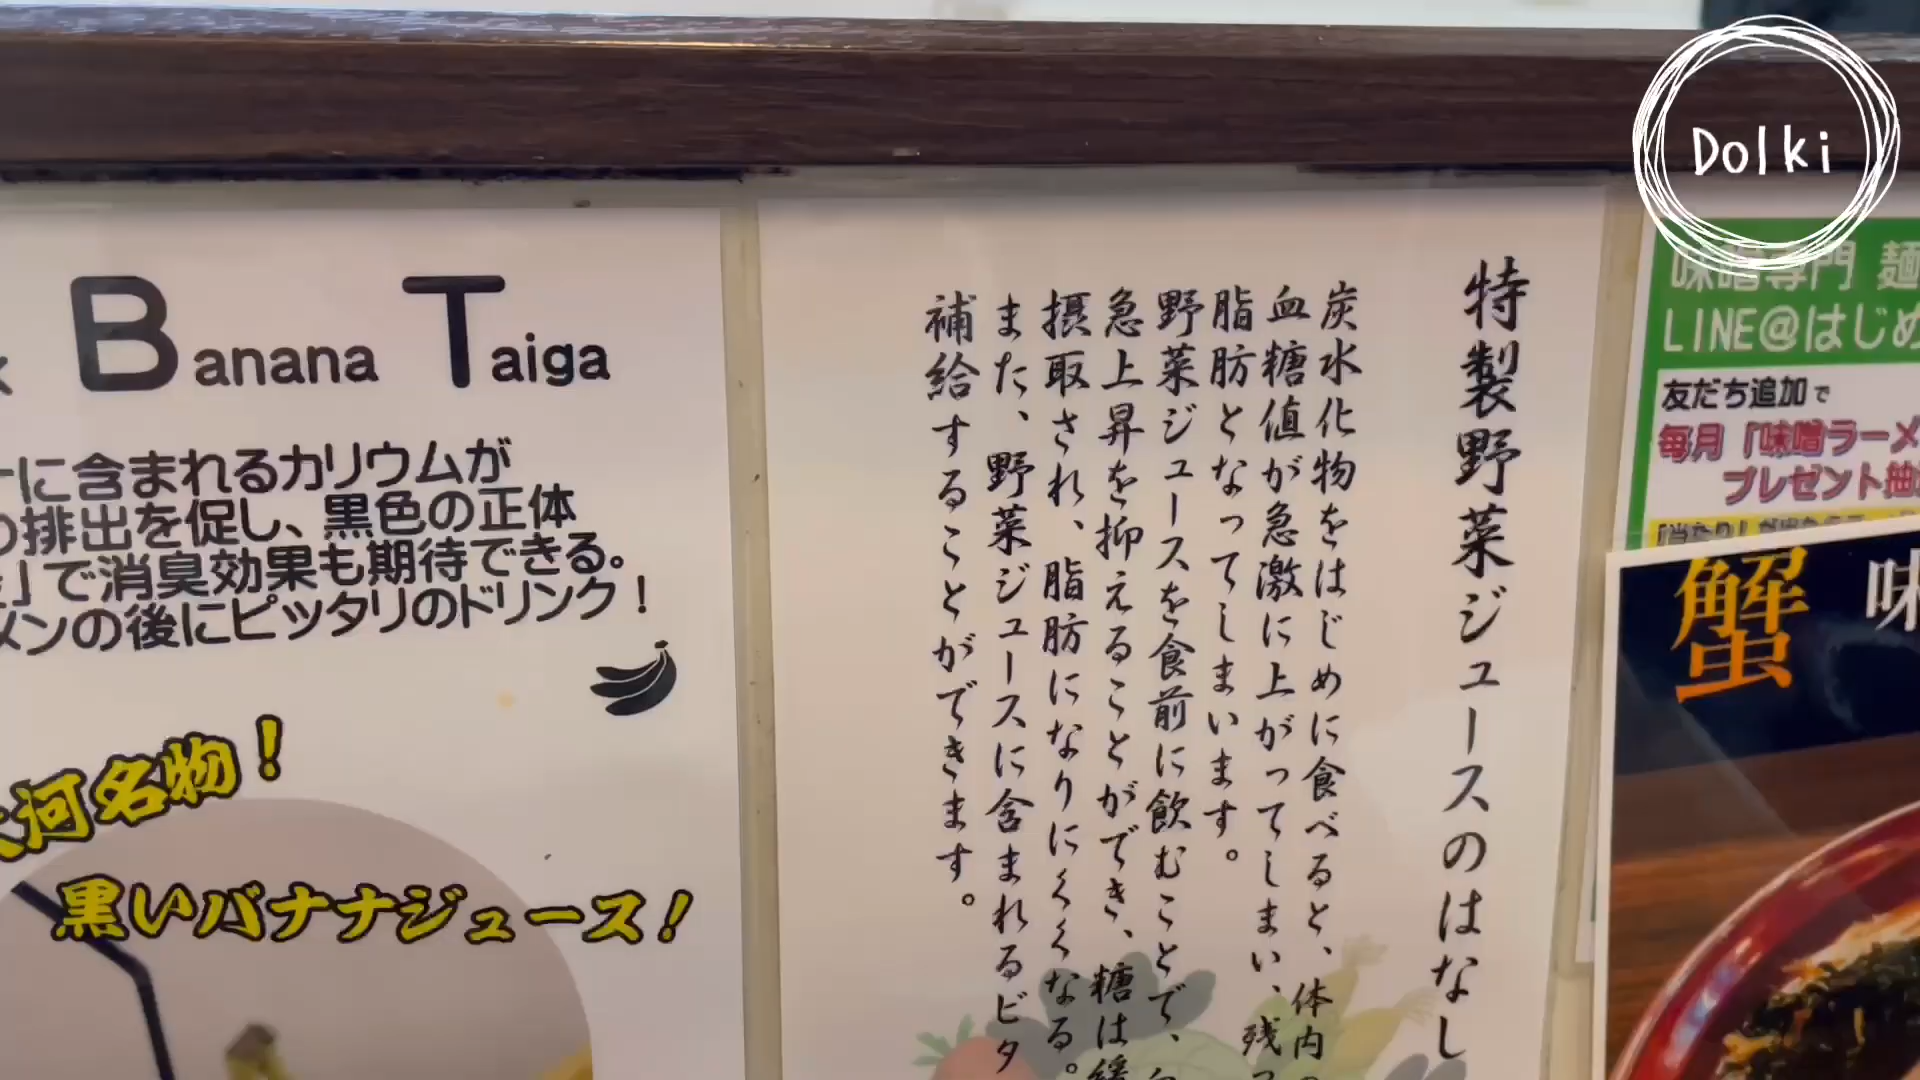 Dolki
Banana Taiga
に含まれるカリウムが
排出を促し、黒色の正体
」で消臭効果も期待できる。
メンの後にピッタリのドリンク!
河名物!
黒いバナナジュース!
特製野菜ジュースのはなし
炭水化物をはじめに食べると、体内
血糖値が急激に上がってしまい、残
脂肪となってしまいます。
野菜ジュースを食前に飲むことで、
急上昇を抑えることができ、糖は緩
摂取され、脂肪になりにくくなる。
また、野菜ジュースに含まれるビタ
補給することができます。
味噌専門 麺
LINE@はじめ
友だち追加で
毎月「味噌ラーメ
プレゼント抽
蟹 味